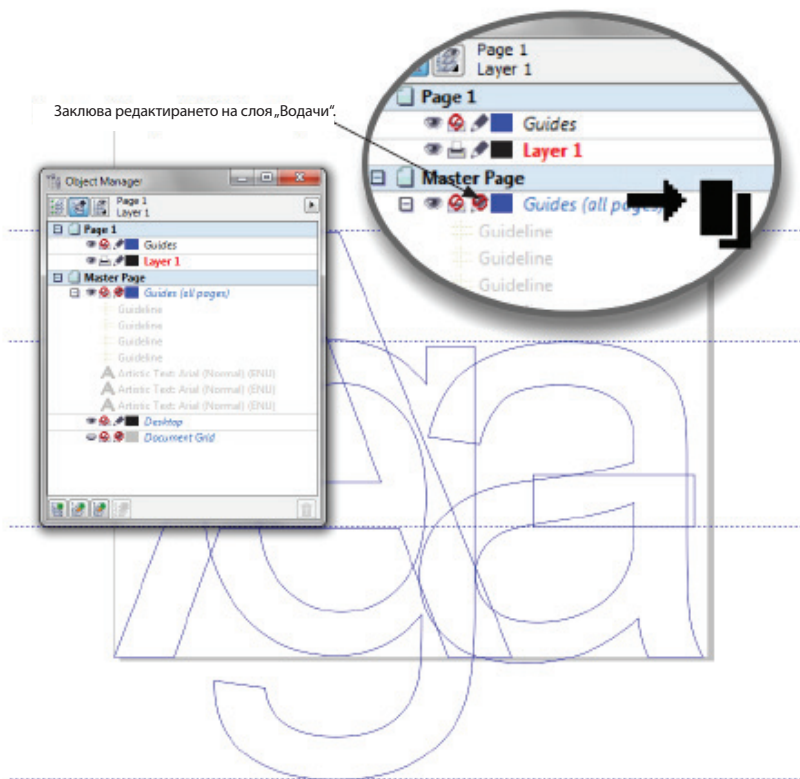 Page 1
Layer 1
Page 1
Guides
Layer 1
Master Page
Guides (all pages)
Guideline
Guideline
Guideline
Заклюва редактирането на слоя „Водачи“.
Object Manager
Page 1
Layer 1
Page 1
Guides
Layer 1
Master Page
Guides (all pages)
Guideline
Guideline
Guideline
Guideline
Artistic Text: Arial (Normal) (ENU)
Artistic Text: Arial (Normal) (ENU)
Artistic Text: Arial (Normal) (ENU)
Desktop
Document Grid
A
g
a